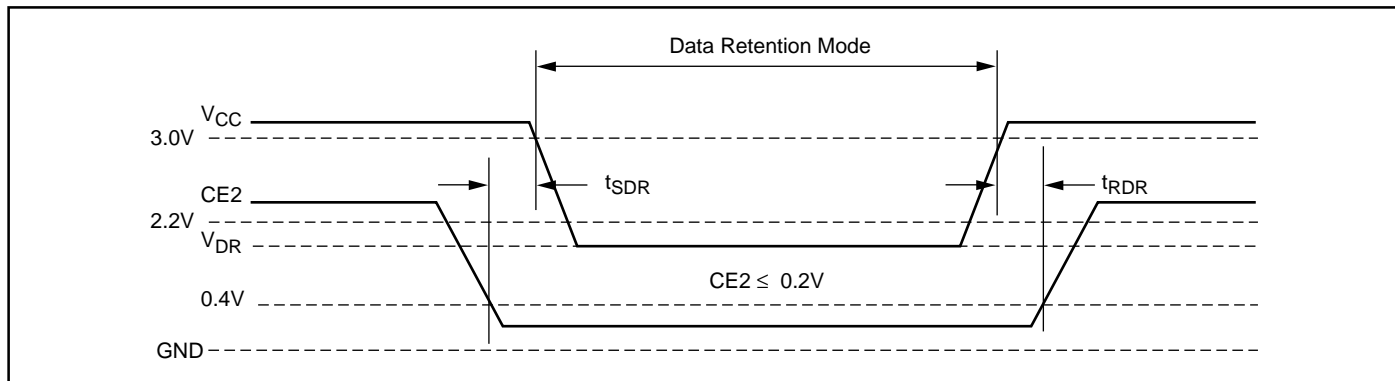 Data Retention Mode
VCC
3.0V
tSDR
tRDR
CE2
2.2V
VDR
CE2 ≤ 0.2V
0.4V
GND